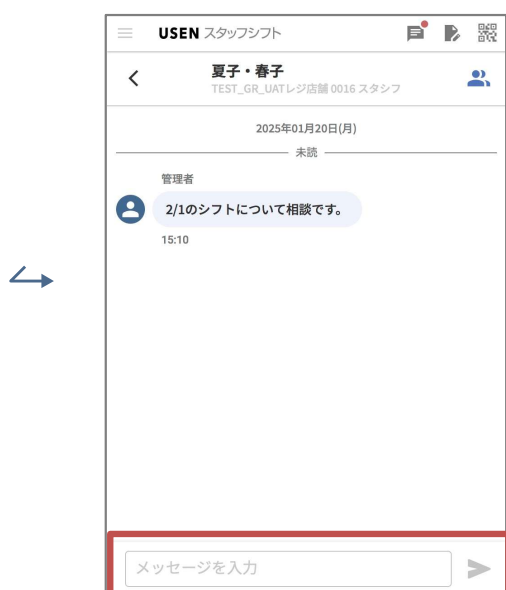 USEN スタッフシフト
夏子・春子
TEST_GR_UATレジ店舗 0016 スタシフ
2025年01月20日(月)
未読
管理者
2/1のシフトについて相談です。
15:10
メッセージを入力